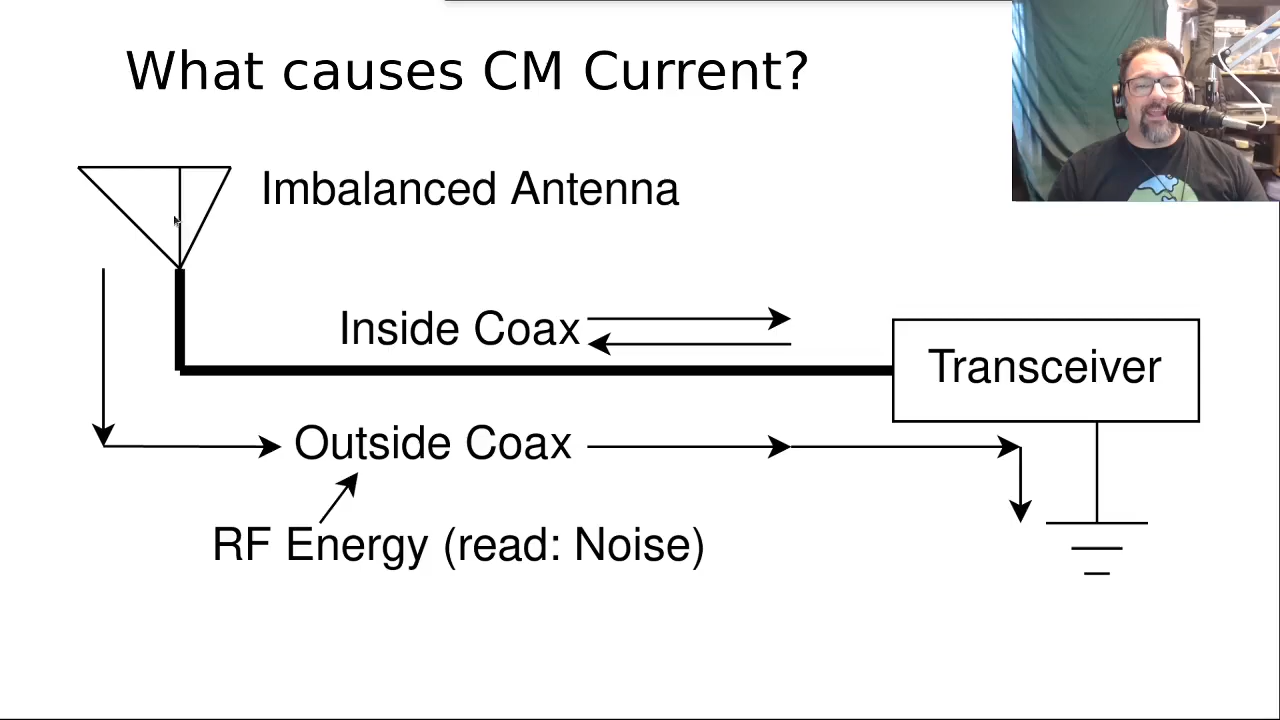 What causes CM Current?
Imbalanced Antenna
Inside Coax
Transceiver
Outside Coax
RF Energy (read: Noise)